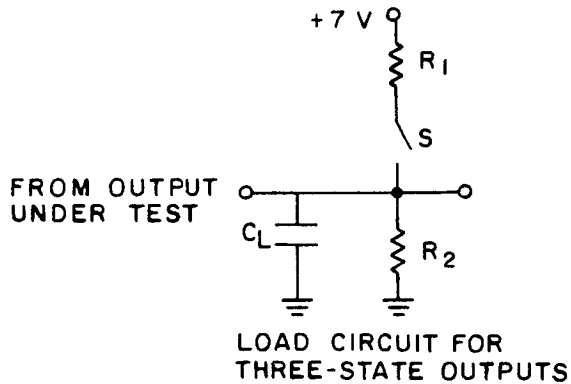 +7 V
R1
S
FROM OUTPUT
UNDER TEST
CL
R2
LOAD CIRCUIT FOR
THREE-STATE OUTPUTS